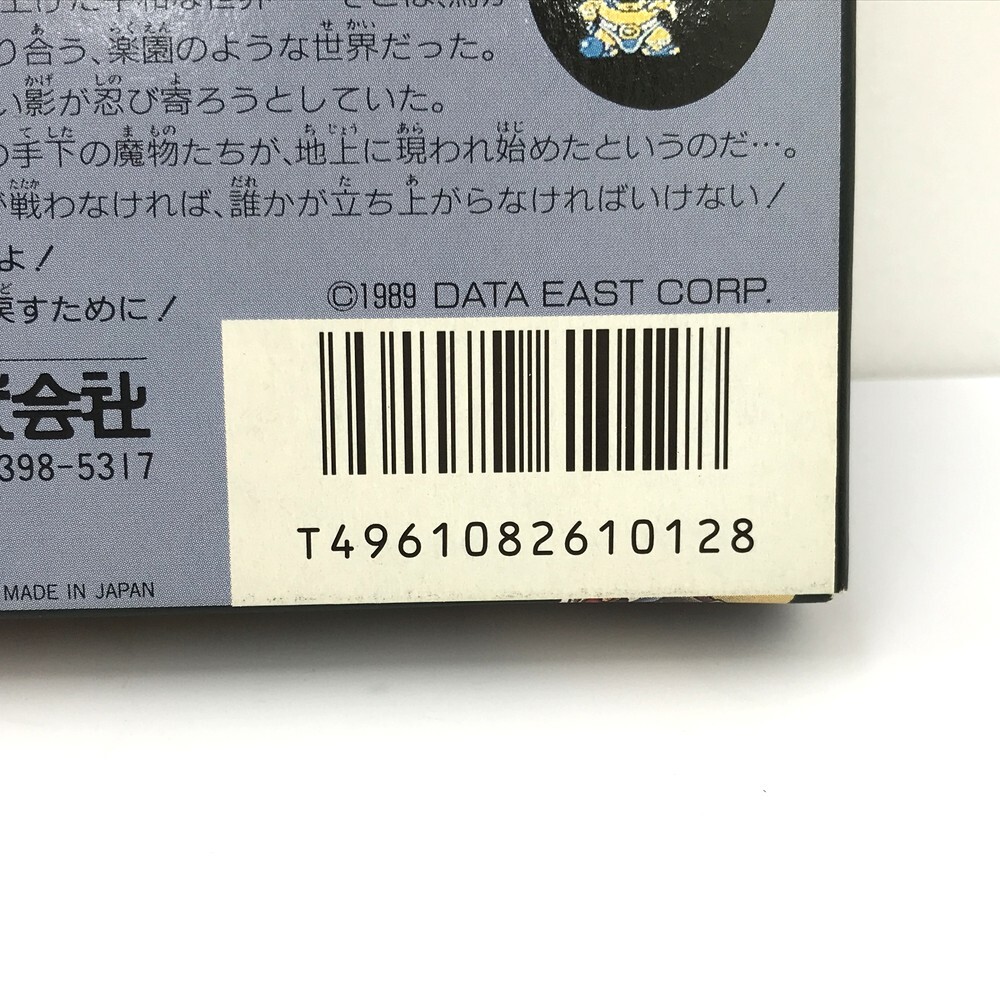 り合う、楽園のような世界だった。
い影が忍び寄ろうとしていた。
の手下の魔物たちが、地上に現われ始めたというのだ…。
が戦わなければ、誰かが立ち上がらなければいけない!
よ!
戻すために!
©1989 DATA EAST CORP.
会社
398-5317
T4961082610128
MADE IN JAPAN